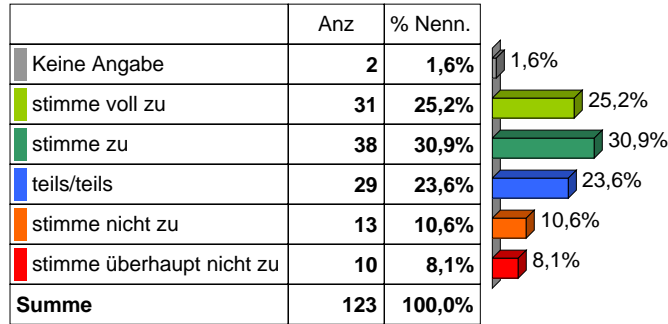 Anz % Nenn.
Keine Angabe 2 1,6% 1,6%
stimme voll zu 31 25,2% 25,2%
stimme zu 38 30,9% 30,9%
teils/teils 29 23,6% 23,6%
stimme nicht zu 13 10,6% 10,6%
stimme überhaupt nicht zu 10 8,1% 8,1%
Summe 123 100,0%